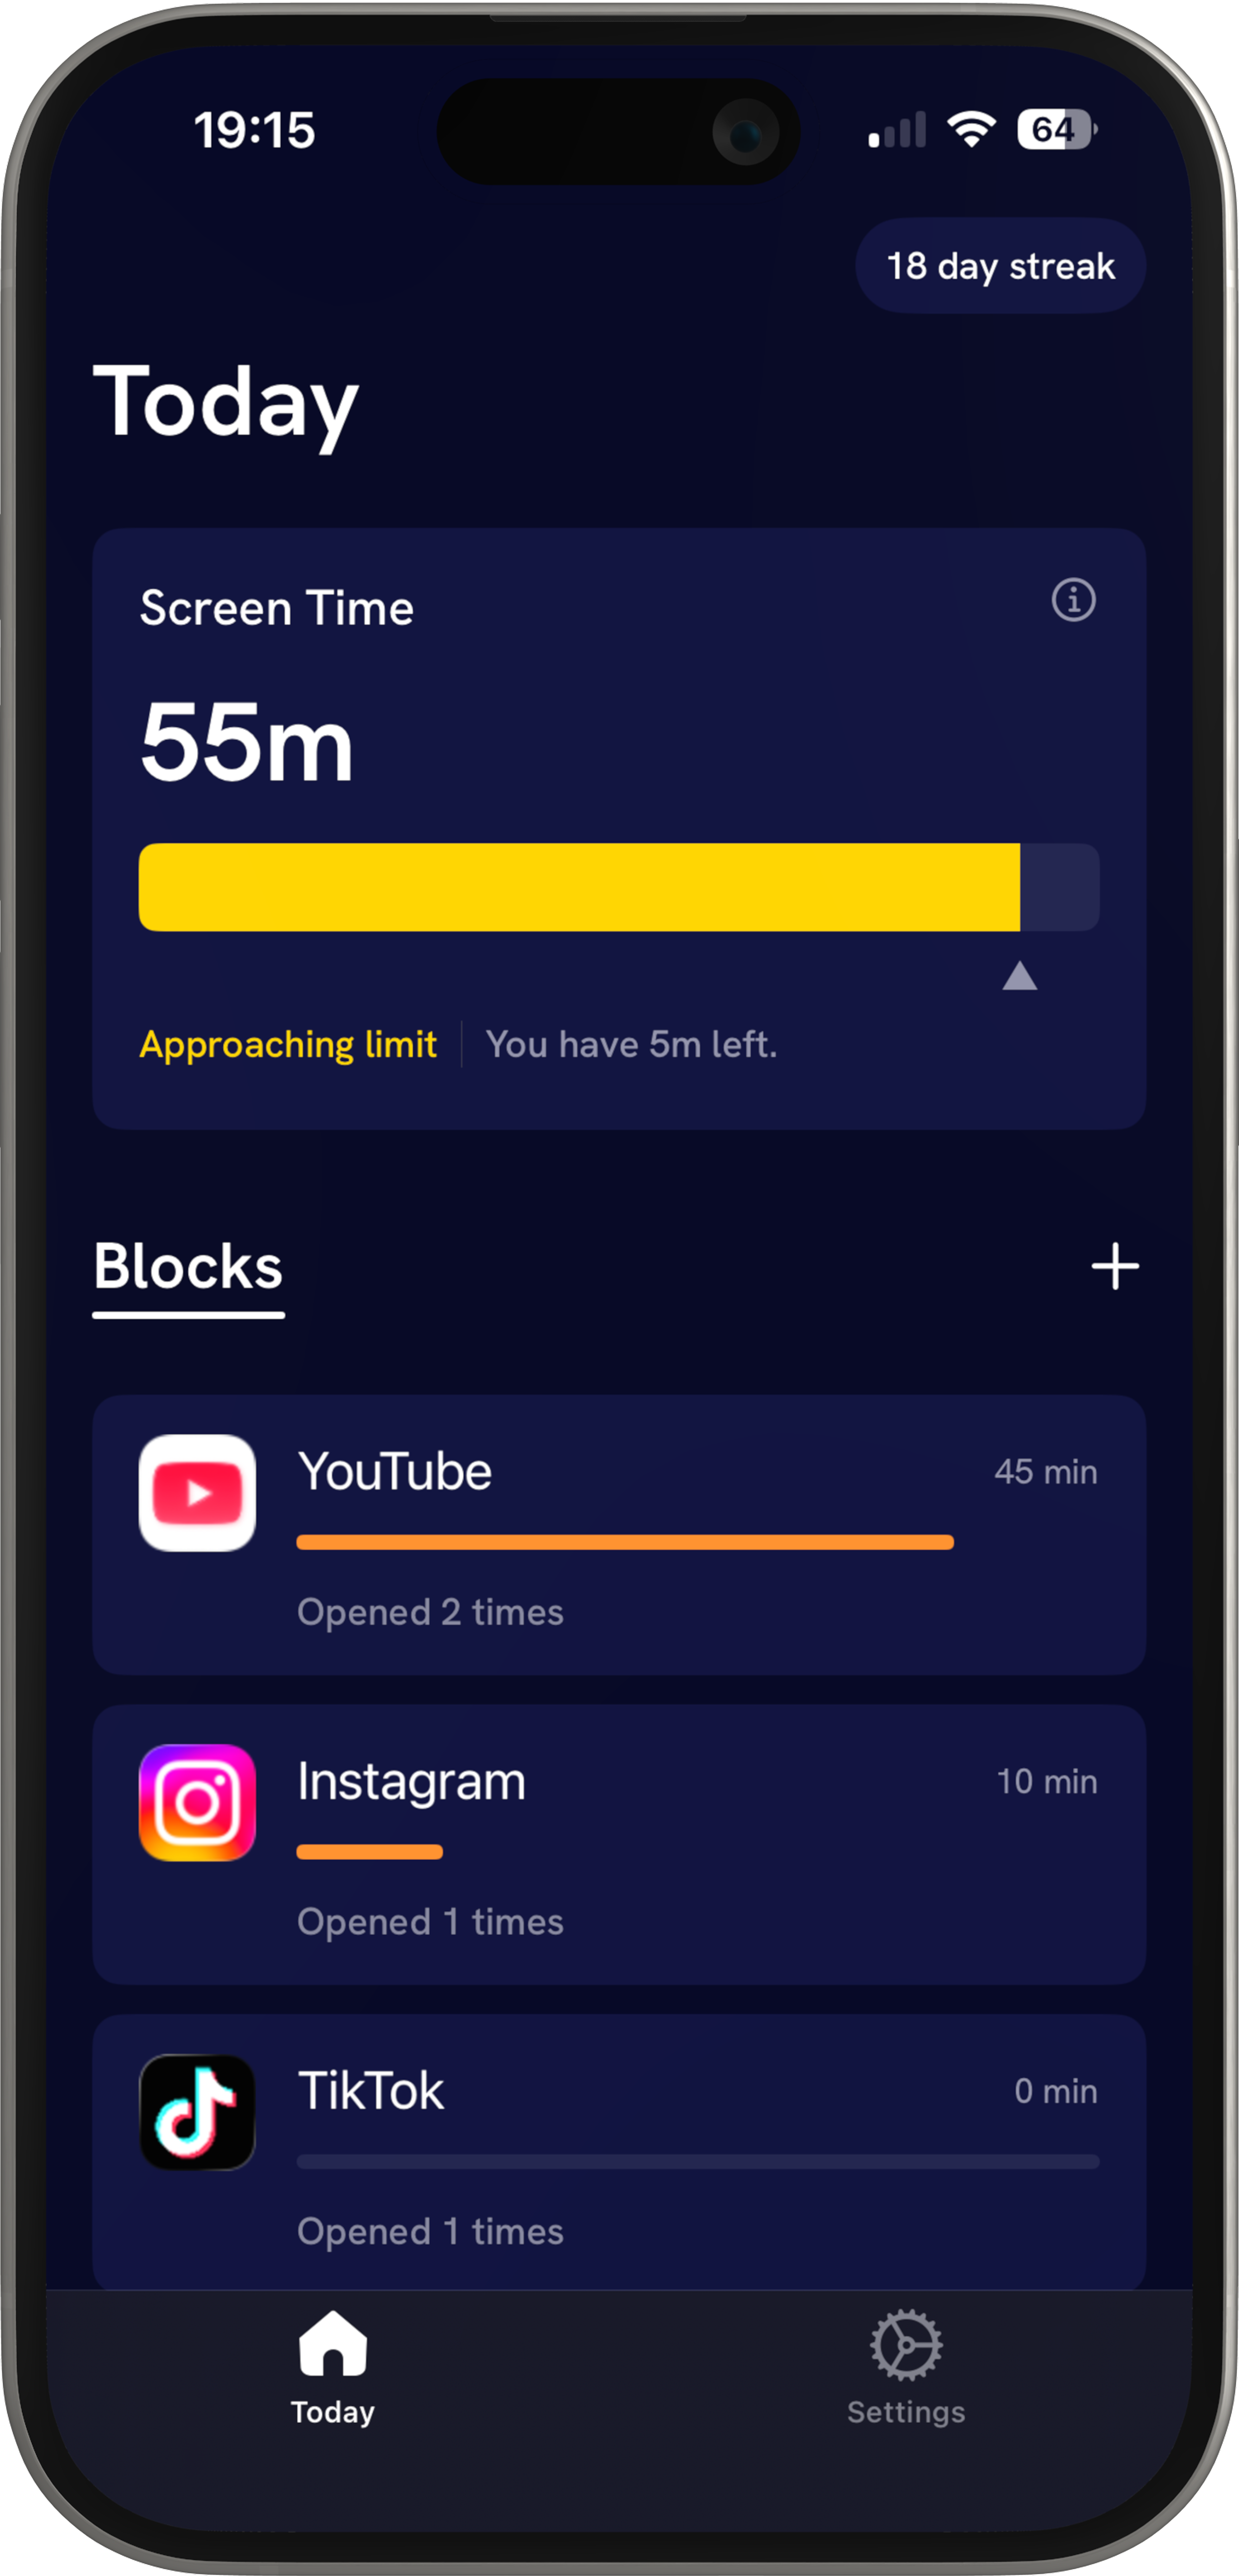 19:15
64
18 day streak
Today
Screen Time
55m
Approaching limit
You have 5m left.
Blocks
YouTube
45 min
Opened 2 times
Instagram
10 min
Opened 1 times
TikTok
0 min
Opened 1 times
Today
Settings